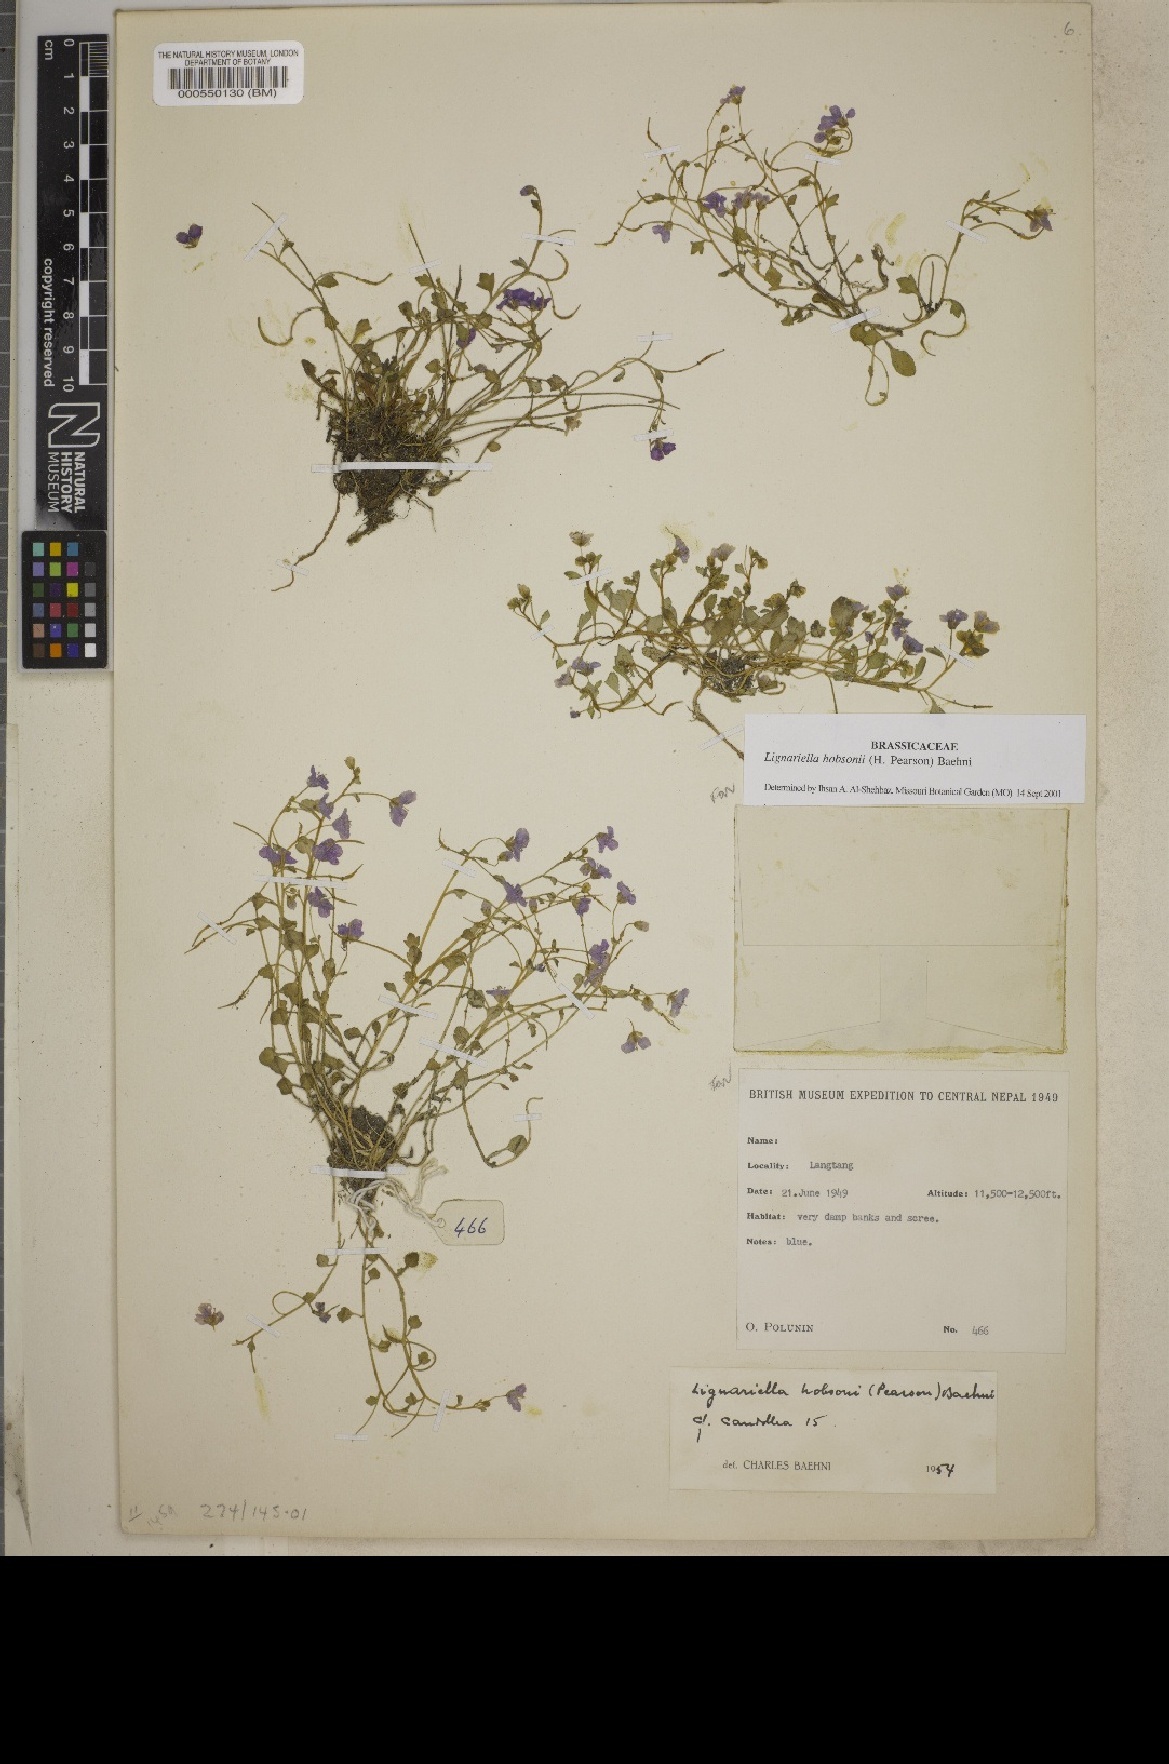 6
THE NATURAL HISTORY MUSEUM, LONDON
DEPARTMENT OF BOTANY
000550130 (BM)
cm
0
1
2
3
4
5
6
7
8
9
10
copyright reserved
N
NATURAL
HISTORY
MUSEUM
BRASSICACEAE
Lignariella hobsonii (H. Pearson) Baehni
Determined by Ihsan A. Al-Shehbaz, Missouri Botanical Garden (MO) 14 Sept 2001
BRITISH MUSEUM EXPEDITION TO CENTRAL NEPAL 1949
Name:
Locality: Langtang
Date: 21.June 1949 Altitude: 11,500-12,500ft.
Habitat: very damp banks and scree.
Notes: blue.
O. POLUNIN No. 466
466
Lignariella hobsoni (Pearson) Baehni
cf. Candollea 15
det. CHARLES BAEHNI 1954
224/145.01